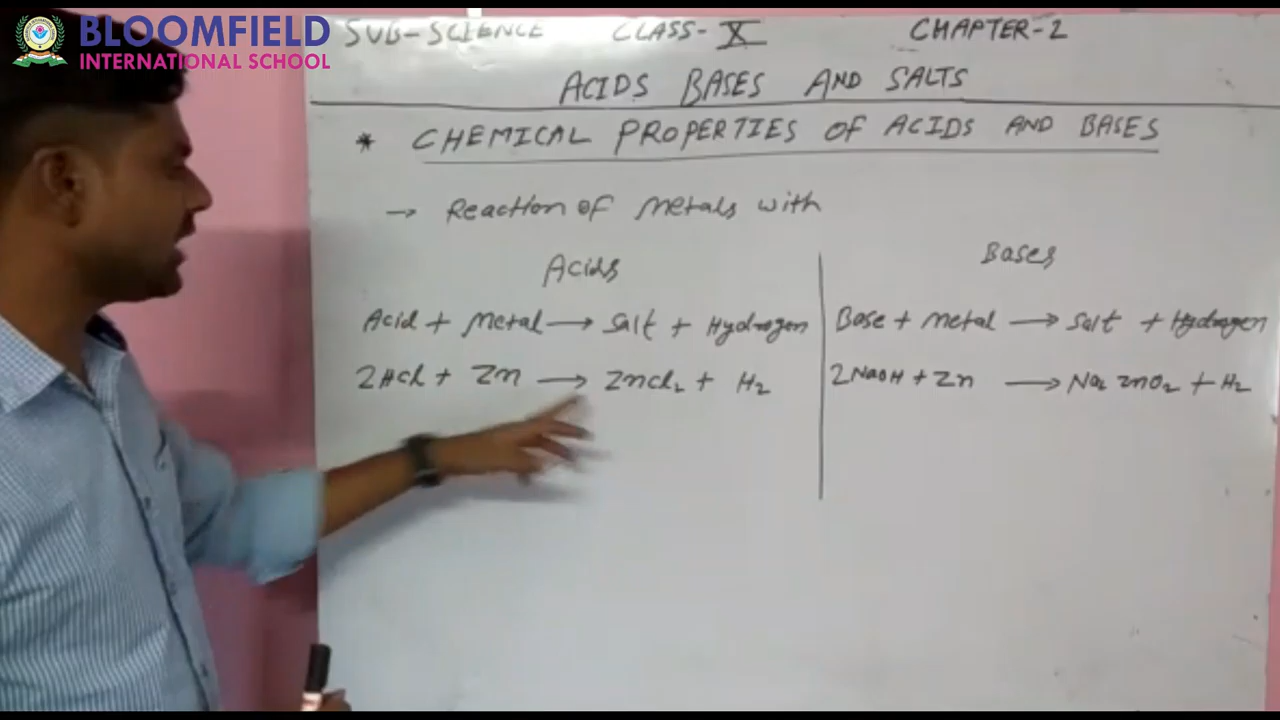 BLOOMFIELD
INTERNATIONAL SCHOOL
SUB-SCIENCE CLASS-X CHAPTER-2
ACIDS BASES AND SALTS
* CHEMICAL PROPERTIES OF ACIDS AND BASES
→ Reaction of Metals with
Acids
Acid + Metal → Salt + Hydrogen
2HCl + Zn → ZnCl₂ + H₂
Bases
Base + Metal → Salt + Hydrogen
2NaOH + Zn → Na₂ ZnO₂ + H₂